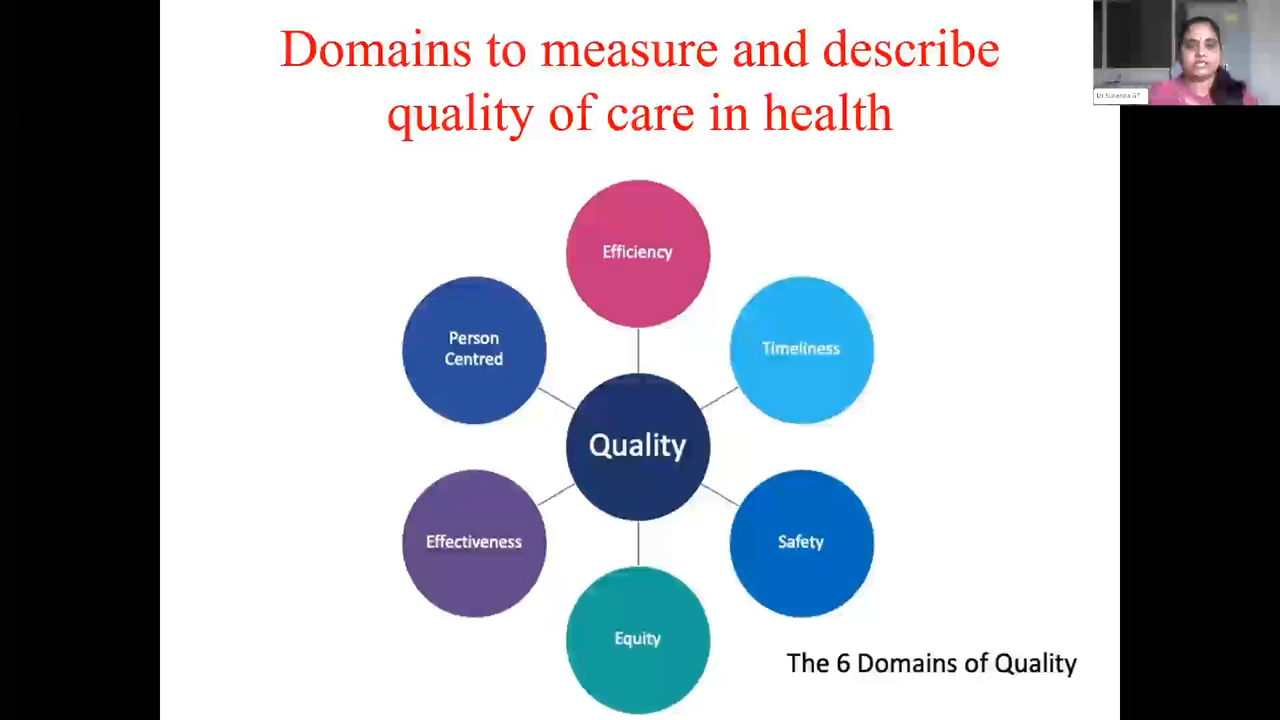 Domains to measure and describe
quality of care in health
Efficiency
Timeliness
Safety
Equity
Effectiveness
Person
Centred
Quality
The 6 Domains of Quality